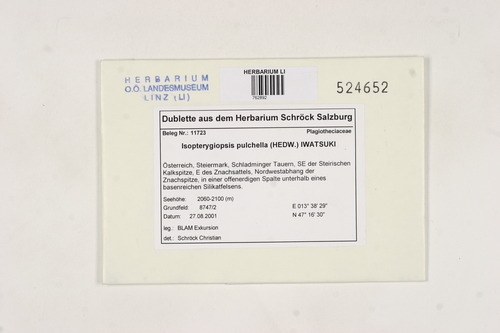 HERBARIUM
O.Ö. LANDESMUSEUM
LINZ (LI)
HERBARIUM LI
524652
Dublette aus dem Herbarium Schröck Salzburg
Beleg Nr.: 11723 Plagiotheciaceae
Isopterygiopsis pulchella (HEDW.) IWATSUKI
Österreich, Steiermark, Schladminger Tauern, SE der Steirischen
Kalkspitze, E des Znachsattels, Nordwestabhang der
Znachspitze, in einer offenerdigen Spalte unterhalb eines
basenreichen Silikatfelsens.
Seehöhe: 2060-2100 (m) E 013° 38' 29"
Grundfeld: 8747/2 N 47° 16' 30"
Datum: 27.08.2001
leg.: BLAM Exkursion
det.: Schröck Christian